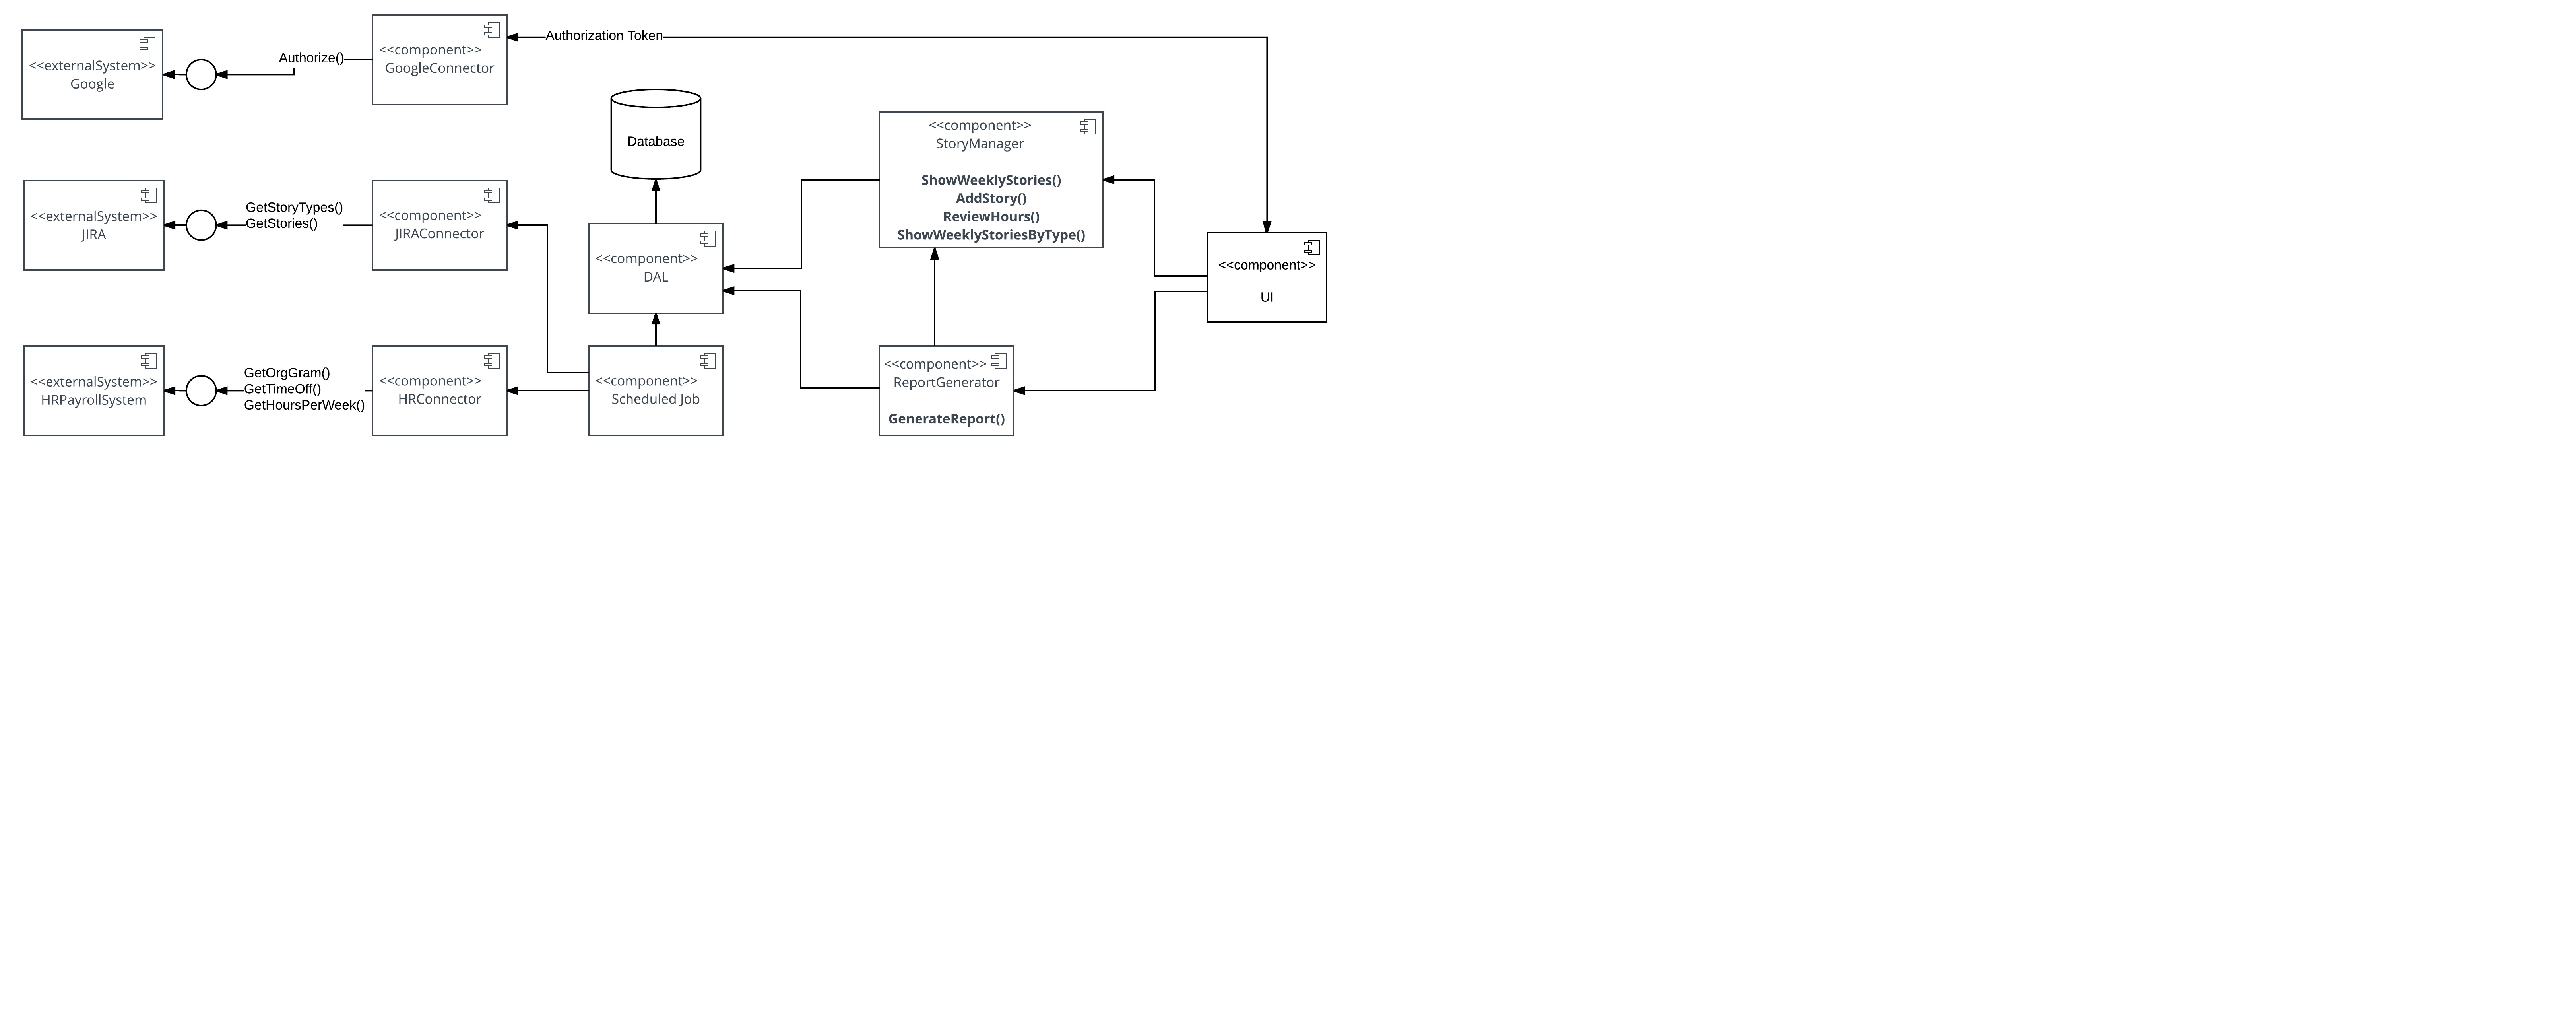 <<externalSystem>>
Google
Authorize()
<<component>>
GoogleConnector
Authorization Token
Database
<<component>>
StoryManager
ShowWeeklyStories()
AddStory()
ReviewHours()
ShowWeeklyStoriesByType()
<<externalSystem>>
JIRA
GetStoryTypes()
GetStories()
<<component>>
JIRAConnector
<<component>>
DAL
<<component>>
UI
<<externalSystem>>
HRPayrollSystem
GetOrgGram()
GetTimeOff()
GetHoursPerWeek()
<<component>>
HRConnector
<<component>>
Scheduled Job
<<component>>
ReportGenerator
GenerateReport()